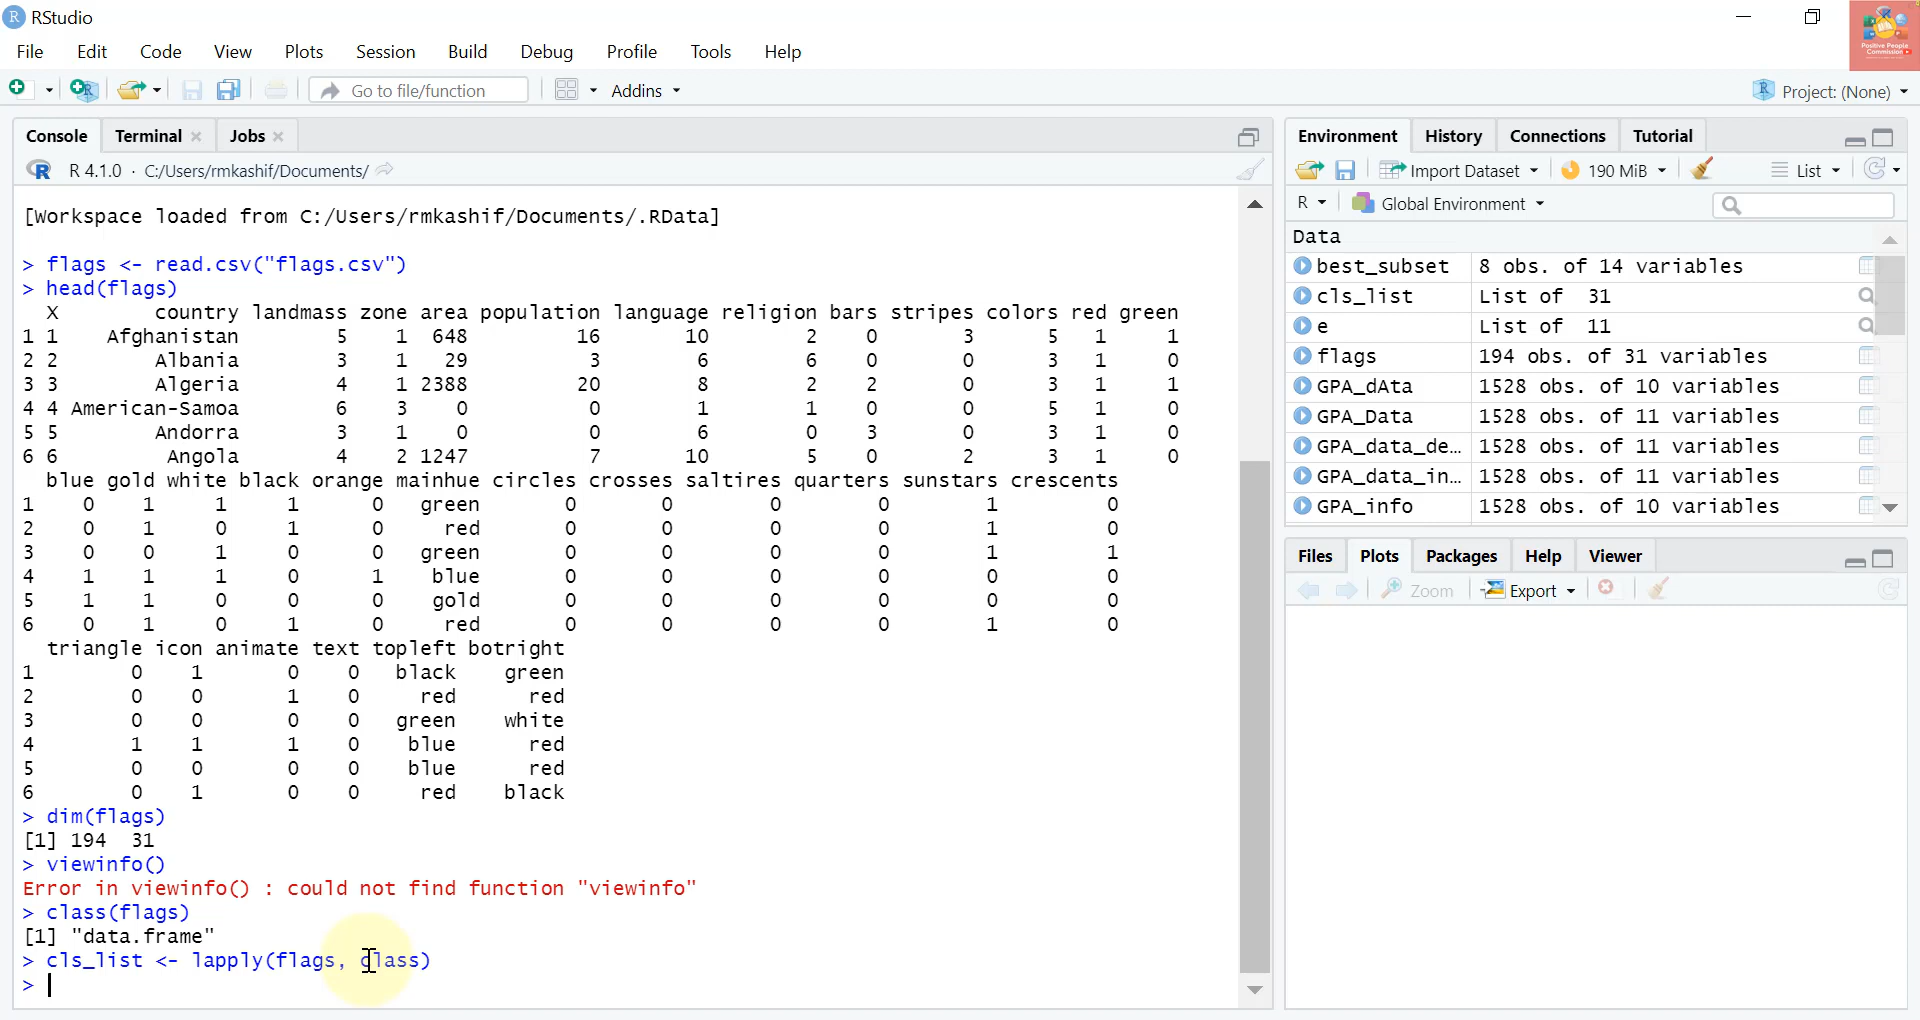 RStudio
File Edit Code View Plots Session Build Debug Profile Tools Help
Go to file/function Addins Project: (None)
Console Terminal Jobs
R 4.1.0 · C:/Users/rmkashif/Documents/
[Workspace loaded from C:/Users/rmkashif/Documents/.RData]
> flags <- read.csv("flags.csv")
> head(flags)
X country landmass zone area population language religion bars stripes colors red green
1 1 Afghanistan 5 1 648 16 10 2 0 3 5 1 1
2 2 Albania 3 1 29 3 6 6 0 0 3 1 0
3 3 Algeria 4 1 2388 20 8 2 2 0 3 1 1
4 4 American-Samoa 6 3 0 0 1 1 0 0 5 1 0
5 5 Andorra 3 1 0 0 6 0 3 0 3 1 0
6 6 Angola 4 2 1247 7 10 5 0 2 3 1 0
blue gold white black orange mainhue circles crosses saltires quarters sunstars crescents
1 0 1 1 1 0 green 0 0 0 0 1 0
2 0 1 0 1 0 red 0 0 0 0 1 0
3 0 0 1 0 0 green 0 0 0 0 1 1
4 1 1 1 0 1 blue 0 0 0 0 0 0
5 1 1 0 0 0 gold 0 0 0 0 0 0
6 0 1 0 1 0 red 0 0 0 0 1 0
triangle icon animate text topleft botright
1 0 1 0 0 black green
2 0 0 1 0 red red
3 0 0 0 0 green white
4 1 1 1 0 blue red
5 0 0 0 0 blue red
6 0 1 0 0 red black
> dim(flags)
[1] 194 31
> viewinfo()
Error in viewinfo() : could not find function "viewinfo"
> class(flags)
[1] "data.frame"
> cls_list <- lapply(flags, class)
>
Positive People
Commission
Environment History Connections Tutorial
Import Dataset 190 MiB List
R Global Environment
Data
best_subset 8 obs. of 14 variables
cls_list List of 31
e List of 11
flags 194 obs. of 31 variables
GPA_dAta 1528 obs. of 10 variables
GPA_Data 1528 obs. of 11 variables
GPA_data_de… 1528 obs. of 11 variables
GPA_data_in… 1528 obs. of 11 variables
GPA_info 1528 obs. of 10 variables
Files Plots Packages Help Viewer
Zoom Export